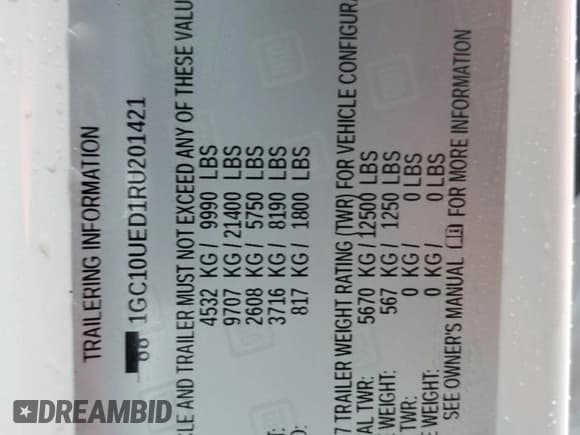 TRAILERING INFORMATION
1GC10UED1RU201421
CLE AND TRAILER MUST NOT EXCEED ANY OF THESE VALU
4532 KG / 9990 LBS
9707 KG / 21400 LBS
2608 KG / 5750 LBS
3716 KG / 8190 LBS
817 KG / 1800 LBS
7 TRAILER WEIGHT RATING (TWR) FOR VEHICLE CONFIGURA
AL TWR: 5670 KG / 12500 LBS
E WEIGHT: 567 KG / 1250 LBS
TWR: 0 KG / 0 LBS
E WEIGHT: 0 KG / 0 LBS
SEE OWNER'S MANUAL FOR MORE INFORMATION
DREAMBID